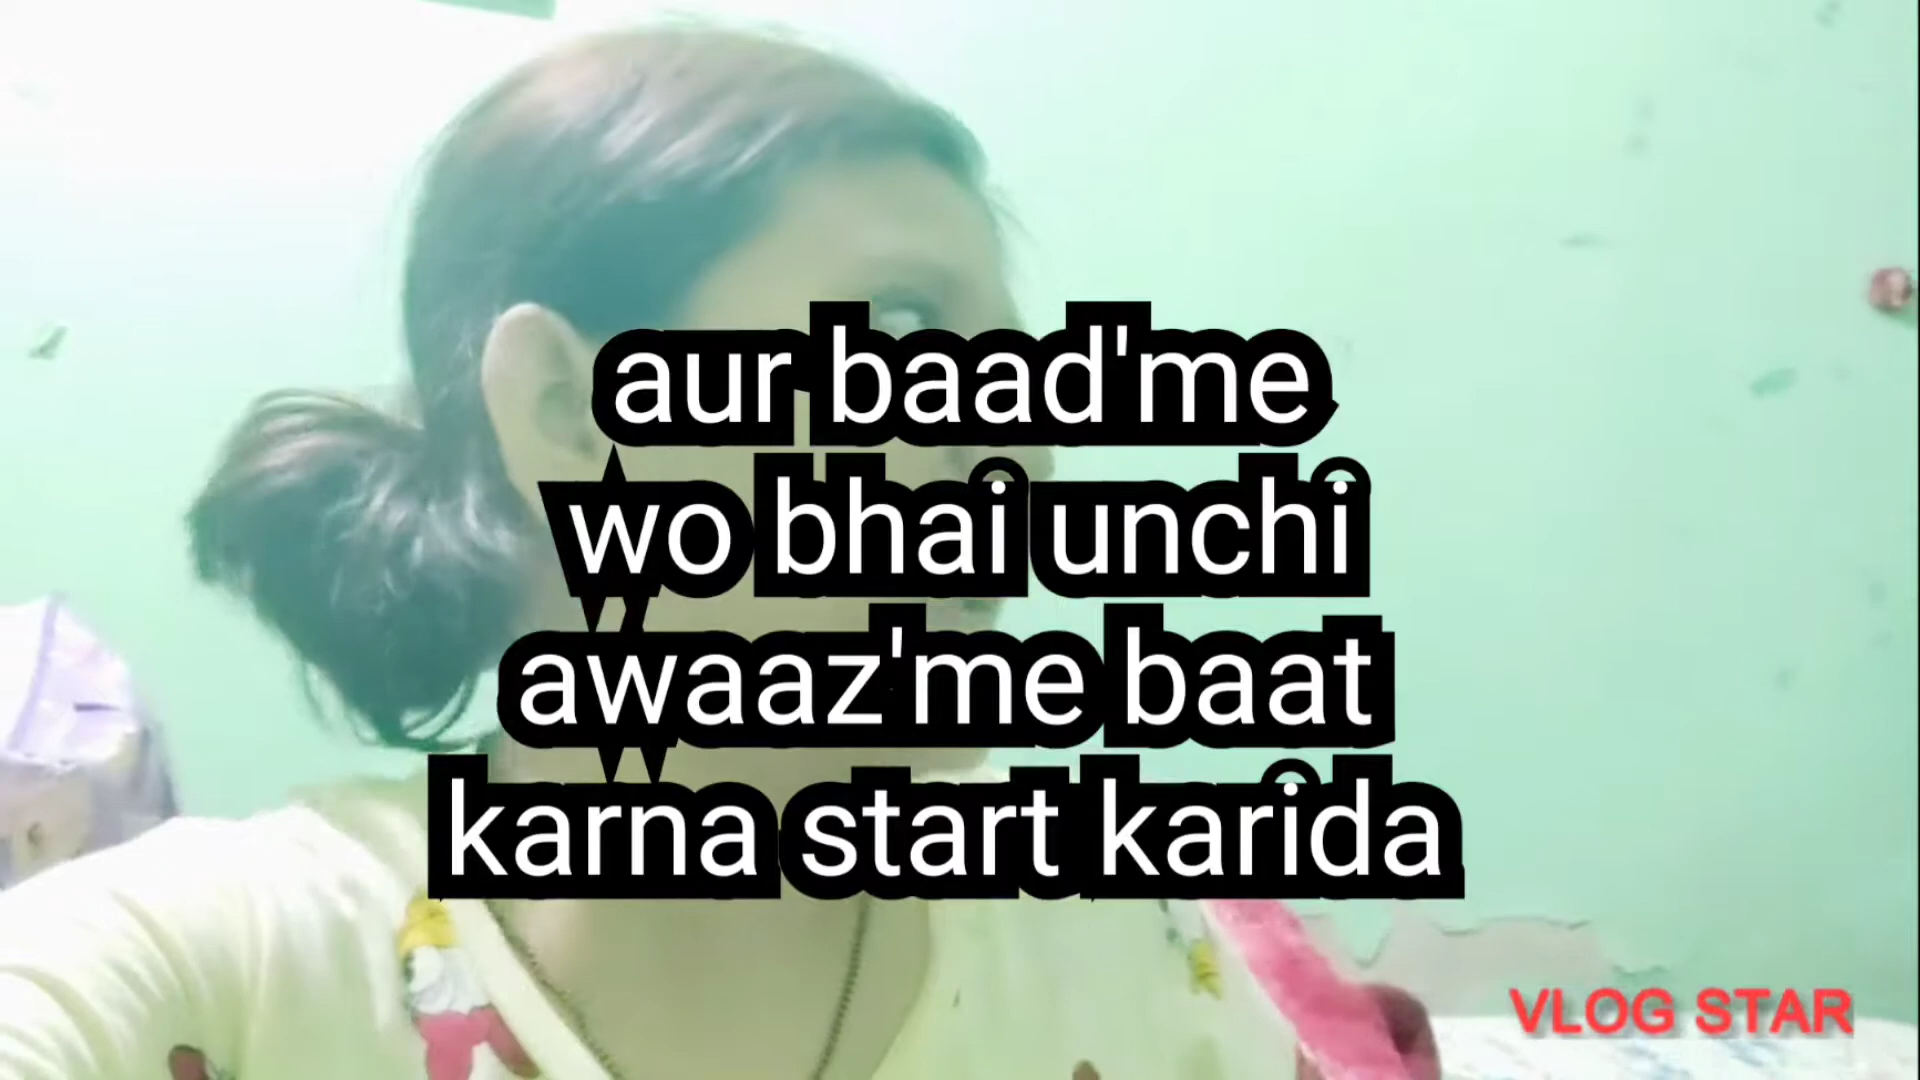 aur baad'me
wo bhai unchi
awaaz'me baat
karna start karida
VLOG STAR